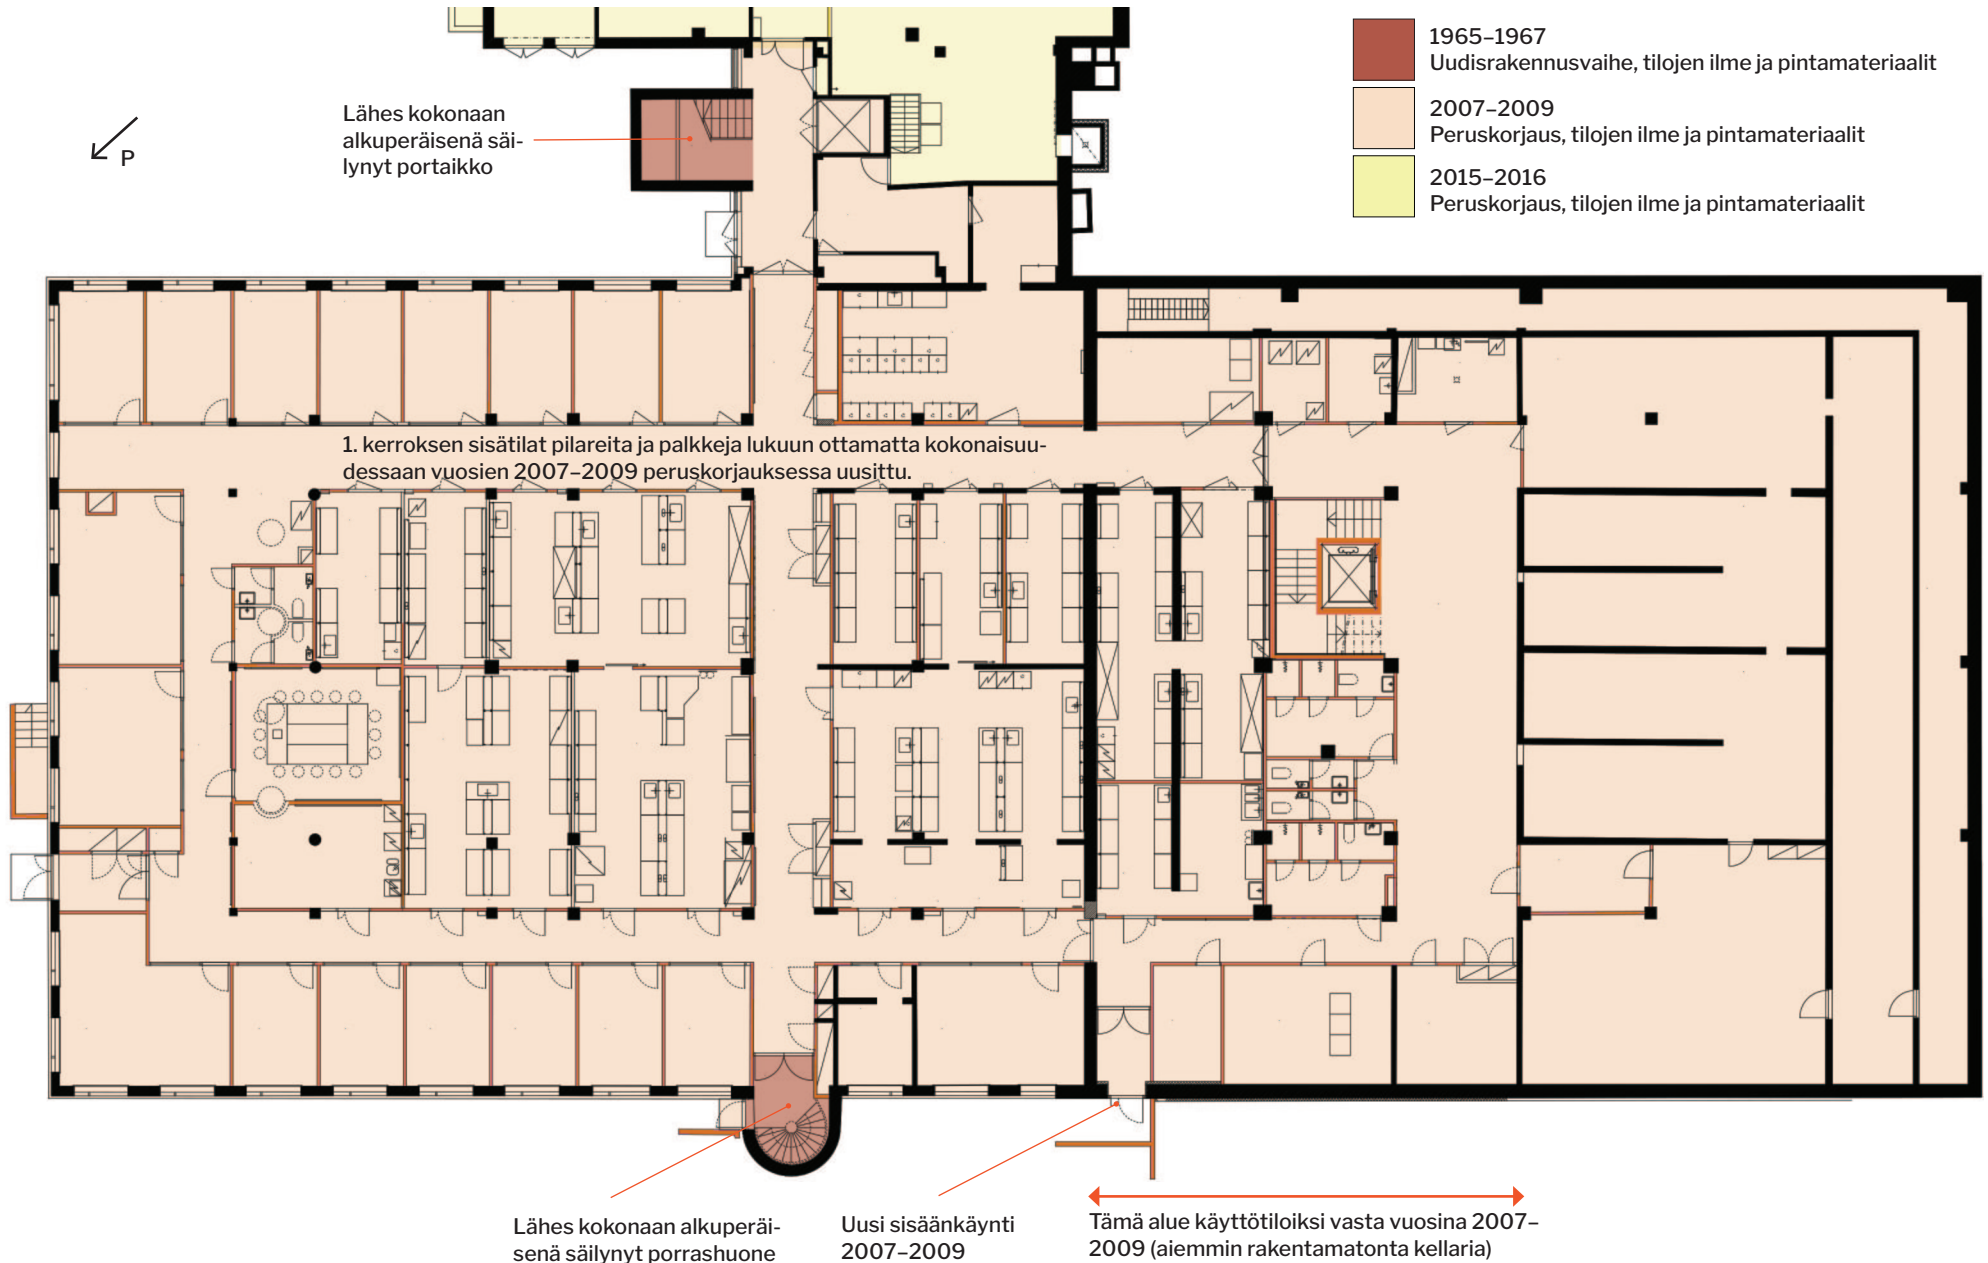 1965–1967
Uudisrakennusvaihe, tilojen ilme ja pintamateriaalit
2007–2009
Peruskorjaus, tilojen ilme ja pintamateriaalit
2015–2016
Peruskorjaus, tilojen ilme ja pintamateriaalit
Lähes kokonaan
alkuperäisenä säi-
lynyt portaikko
P
1. kerroksen sisätilat pilareita ja palkkeja lukuun ottamatta kokonaisuu-
dessaan vuosien 2007–2009 peruskorjauksessa uusittu.
Lähes kokonaan alkuperäi-
senä säilynyt porrashuone
Uusi sisäänkäynti
2007–2009
Tämä alue käyttötiloiksi vasta vuosina 2007–
2009 (aiemmin rakentamatonta kellaria)